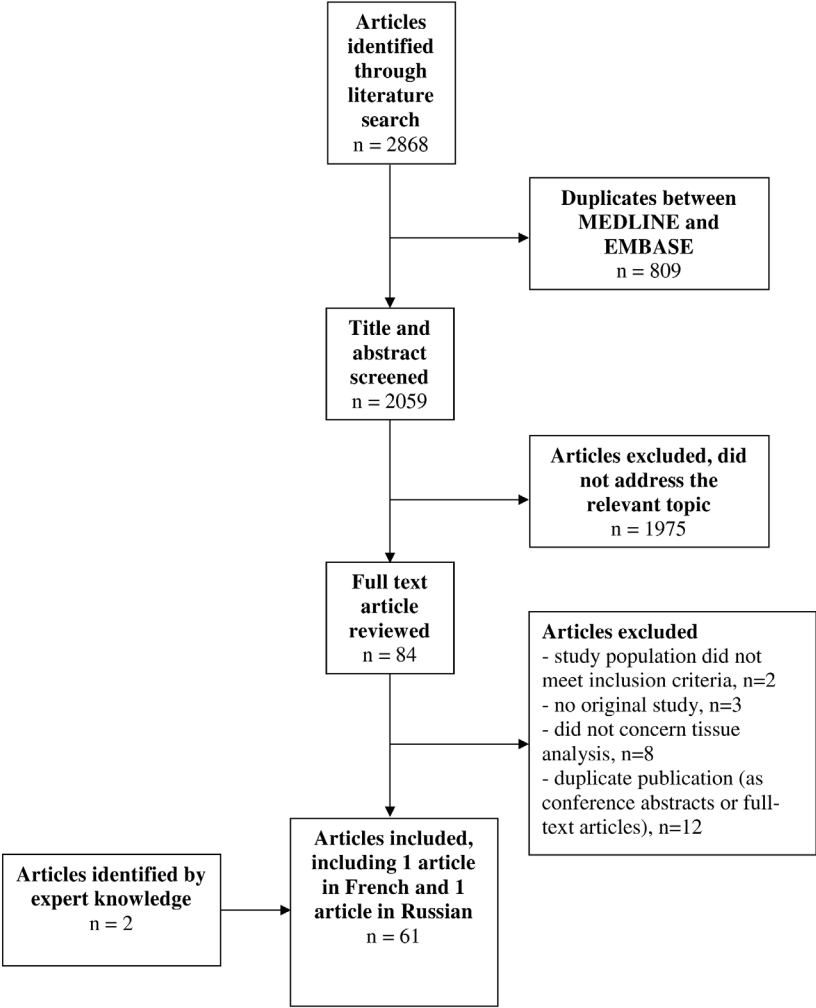 Articles
identified
through
literature
search
n = 2868
Duplicates between
MEDLINE and
EMBASE
n = 809
Title and
abstract
screened
n = 2059
Articles excluded, did
not address the
relevant topic
n = 1975
Full text
article
reviewed
n = 84
Articles excluded
- study population did not
meet inclusion criteria, n=2
- no original study, n=3
- did not concern tissue
analysis, n=8
- duplicate publication (as
conference abstracts or full-
text articles), n=12
Articles identified by
expert knowledge
n = 2
Articles included,
including 1 article
in French and 1
article in Russian
n = 61